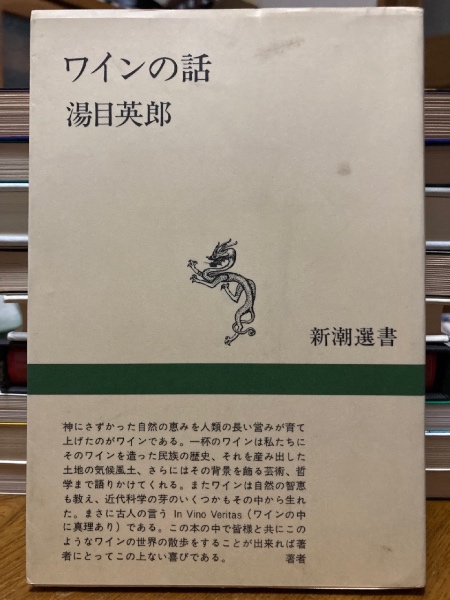 ワインの話
湯目英郎
新潮選書
神にさずかった自然の恵みを人類の長い営みが育て
上げたのがワインである。一杯のワインは私たちに
そのワインを造った民族の歴史、それを産み出した
土地の気候風土、さらにはその背景を飾る芸術、哲
学まで語りかけてくれる。またワインは自然の智恵
も教え、近代科学の芽のいくつかもその中から生れ
た。まさに古人の言う In Vino Veritas（ワインの中
に真理あり）である。この本の中で皆様と共にこの
ようなワインの世界の散歩をすることが出来れば著
者にとってこの上ない喜びである。 著者